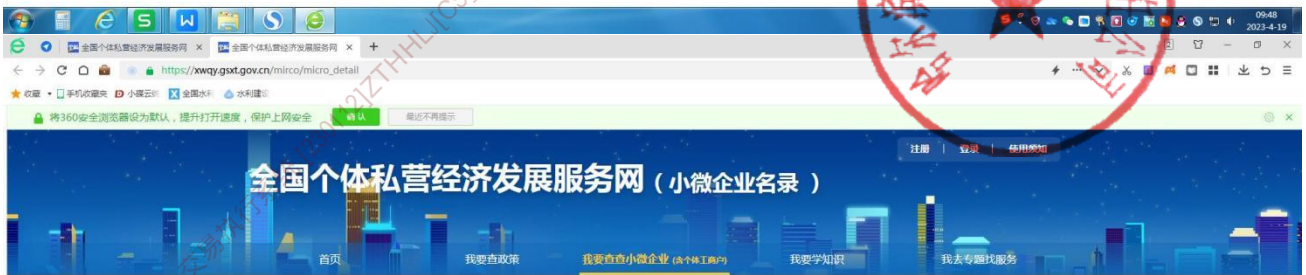 09:48
2023-4-19
全国个体私营经济发展服务网 × 全国个体私营经济发展服务网 × +
https://xwqy.gsxt.gov.cn/mirco/micro_detail
收藏 手机收藏夹 小碟云 全国水利 水利建设
将360安全浏览器设为默认，提升打开速度，保护上网安全 确认 最近不再提示
注册 | 登录 | 使用须知
全国个体私营经济发展服务网（小微企业名录 ）
首页 我要查政策 我要查查小微企业 (含个体工商户) 我要学知识 我去专题找服务